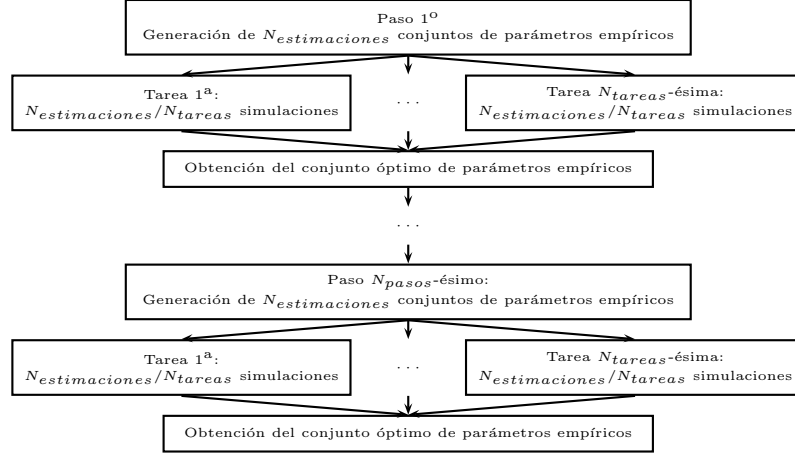 Paso 1º
Generación de N_estimaciones conjuntos de parámetros empíricos
Tarea 1ª:
N_estimaciones/N_tareas simulaciones
...
Tarea N_tareas-ésima:
N_estimaciones/N_tareas simulaciones
Obtención del conjunto óptimo de parámetros empíricos
...
Paso N_pasos-ésimo:
Generación de N_estimaciones conjuntos de parámetros empíricos
Tarea 1ª:
N_estimaciones/N_tareas simulaciones
...
Tarea N_tareas-ésima:
N_estimaciones/N_tareas simulaciones
Obtención del conjunto óptimo de parámetros empíricos